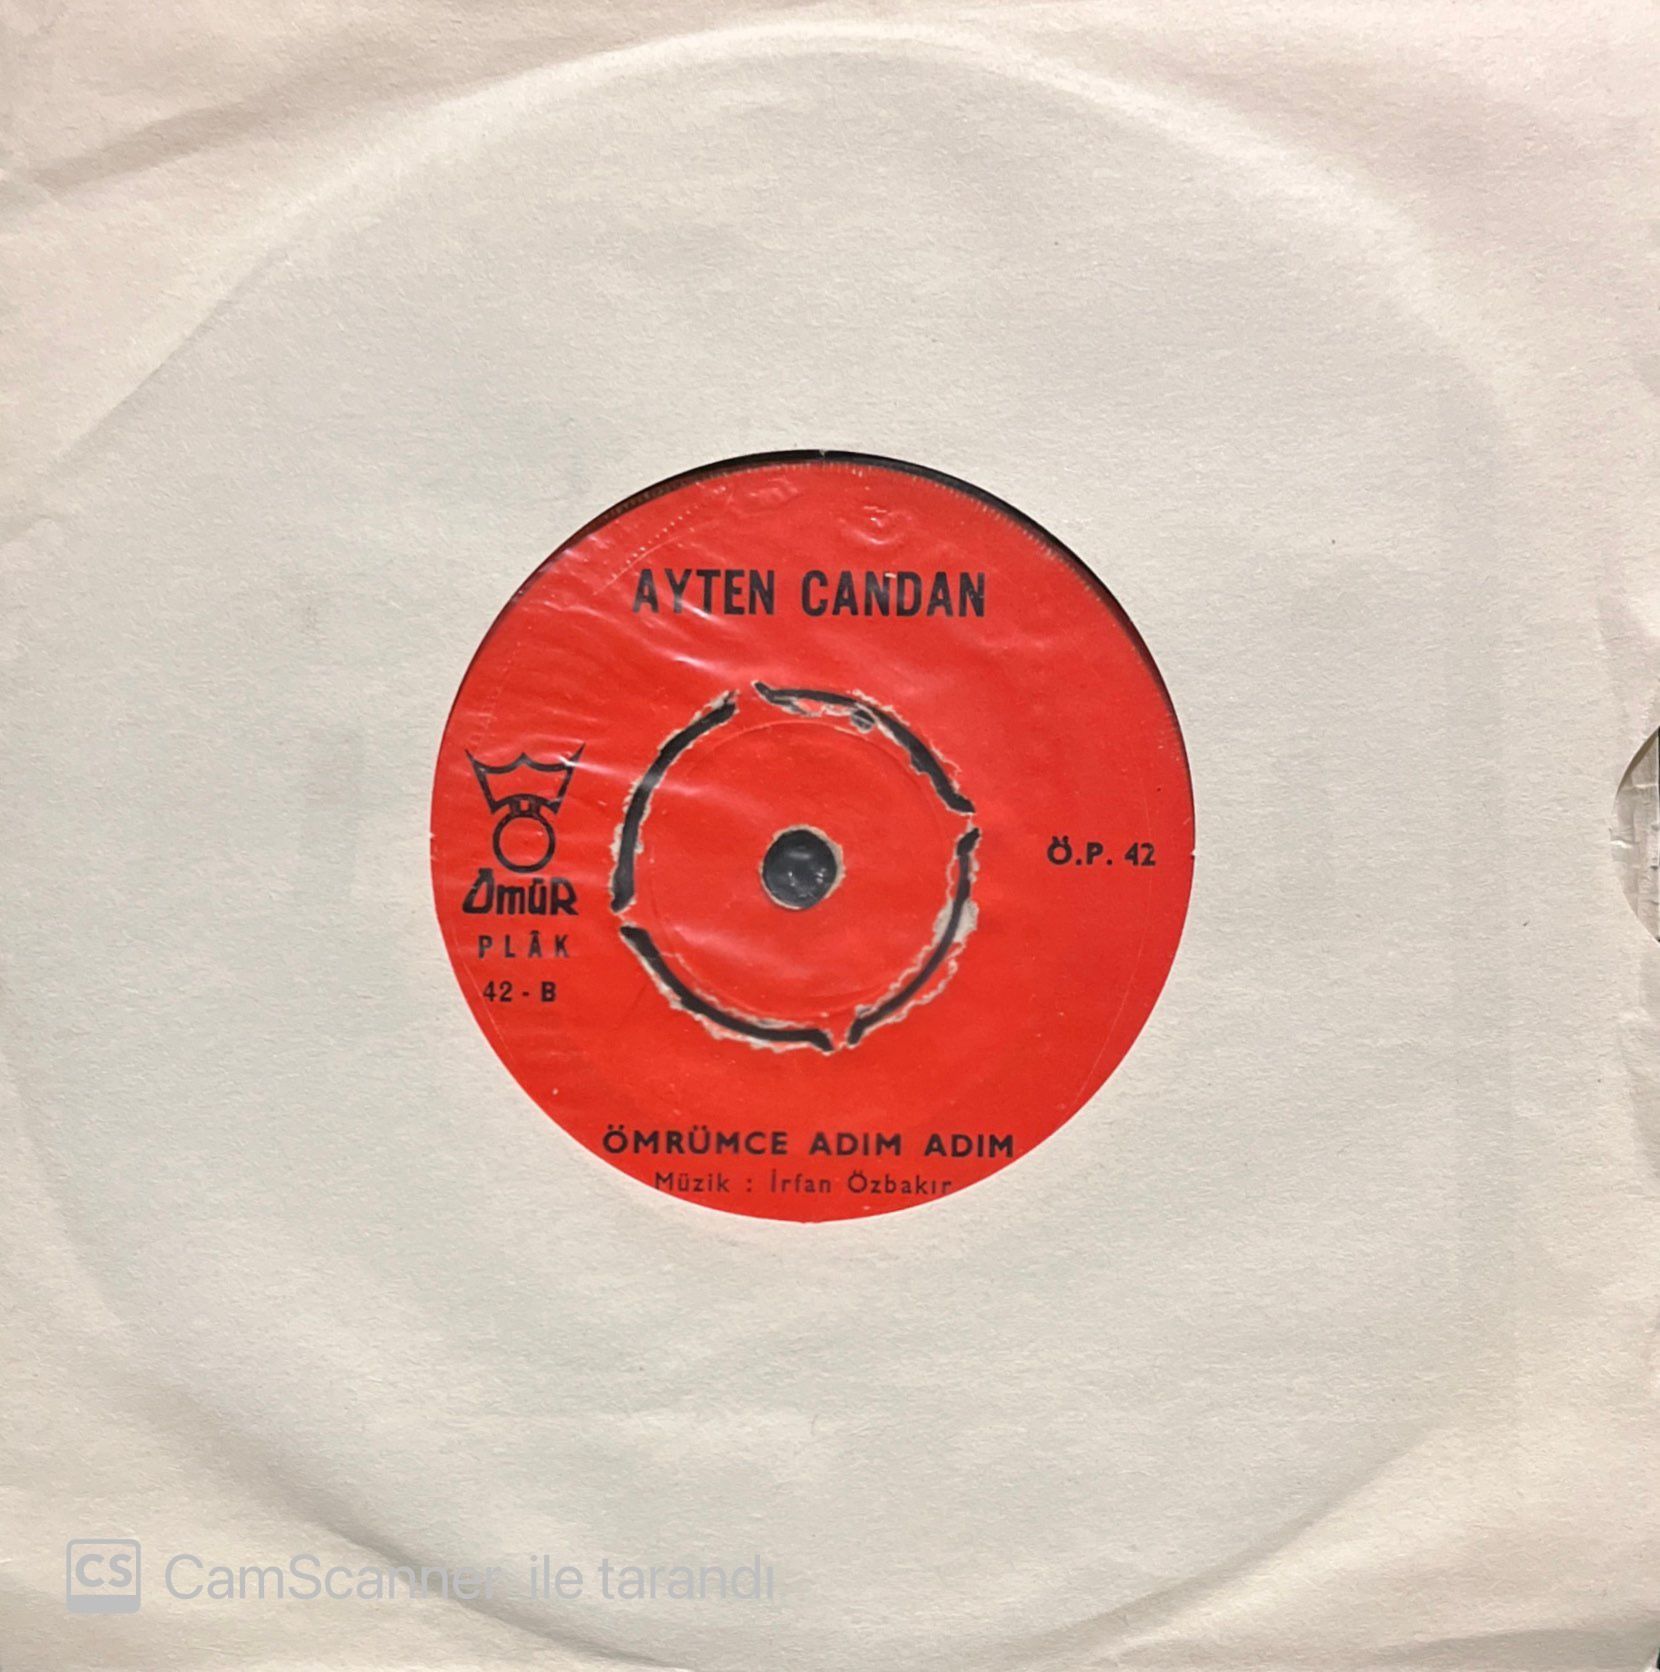 AYTEN CANDAN
ÖmüR
PLÂK
42 - B
Ö.P. 42
ÖMRÜMCE ADIM ADIM
Müzik : İrfan Özbakır
CS CamScanner ile tarandı